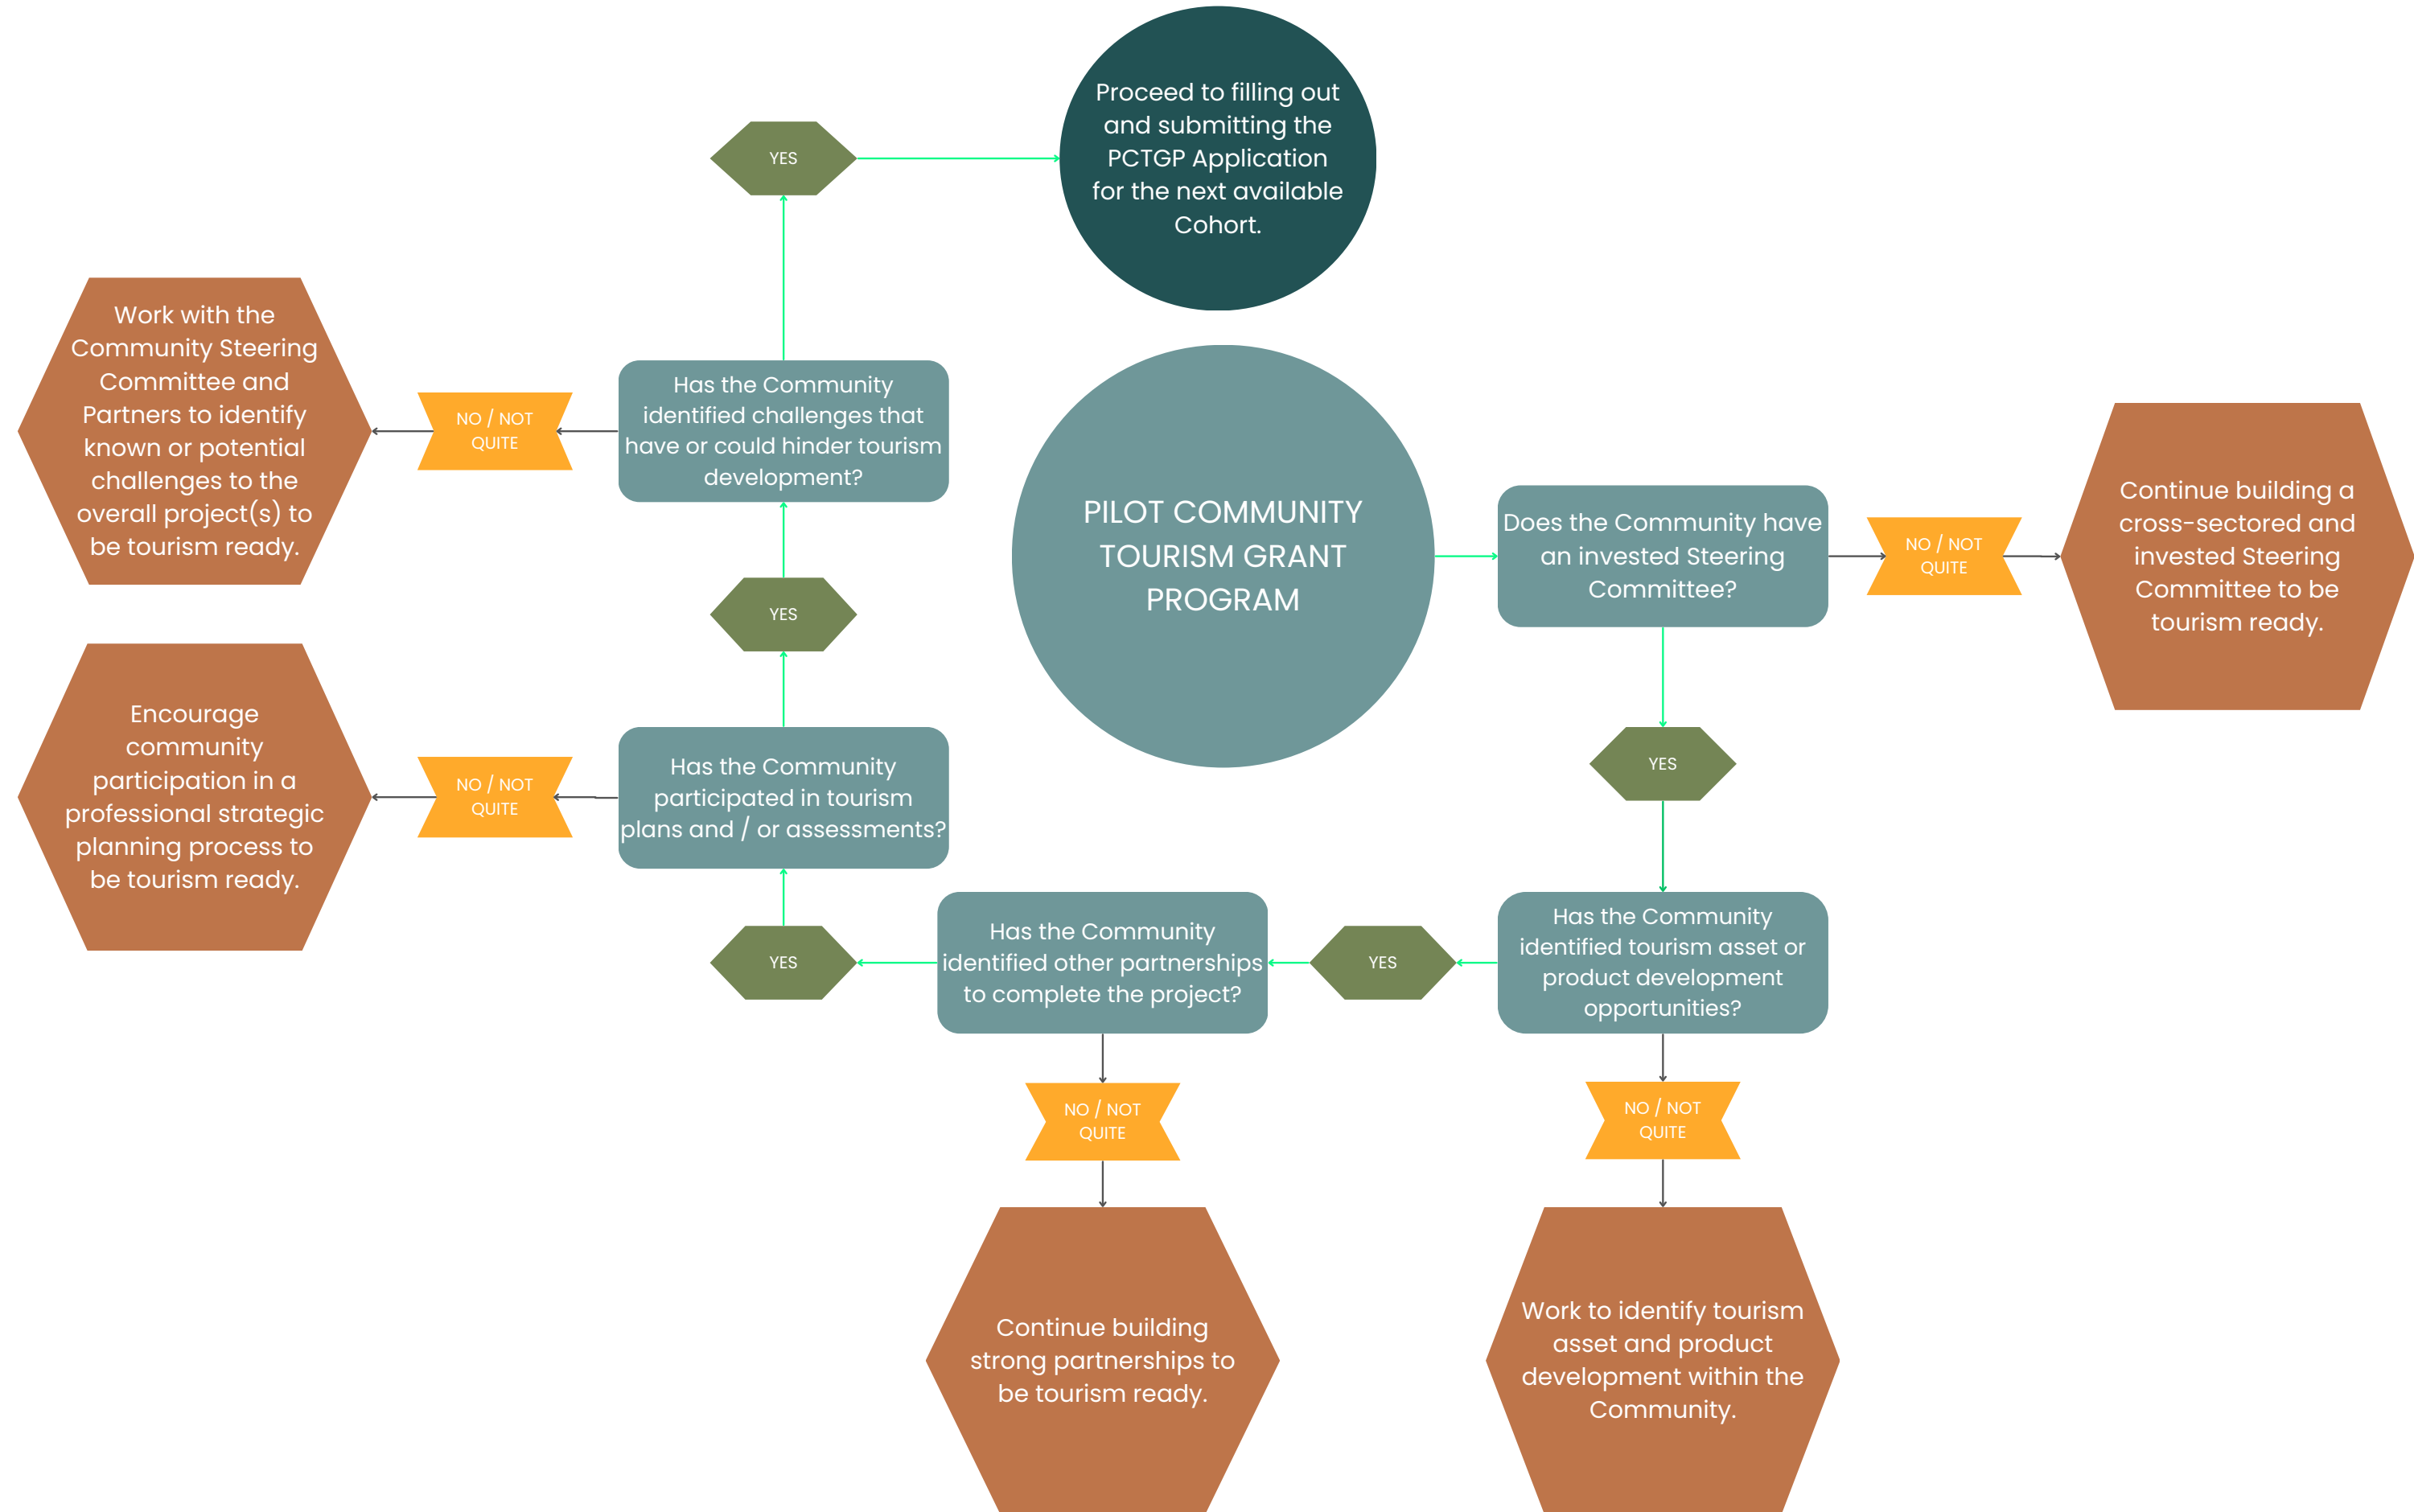 Proceed to filling out
and submitting the
PCTGP Application
for the next available
Cohort.
YES
Work with the
Community Steering
Committee and
Partners to identify
known or potential
challenges to the
overall project(s) to
be tourism ready.
NO / NOT
QUITE
Has the Community
identified challenges that
have or could hinder tourism
development?
PILOT COMMUNITY
TOURISM GRANT
PROGRAM
Does the Community have
an invested Steering
Committee?
NO / NOT
QUITE
Continue building a
cross-sectored and
invested Steering
Committee to be
tourism ready.
YES
YES
Encourage
community
participation in a
professional strategic
planning process to
be tourism ready.
NO / NOT
QUITE
Has the Community
participated in tourism
plans and / or assessments?
YES
Has the Community
identified other partnerships
to complete the project?
YES
Has the Community
identified tourism asset or
product development
opportunities?
NO / NOT
QUITE
NO / NOT
QUITE
Continue building
strong partnerships to
be tourism ready.
Work to identify tourism
asset and product
development within the
Community.